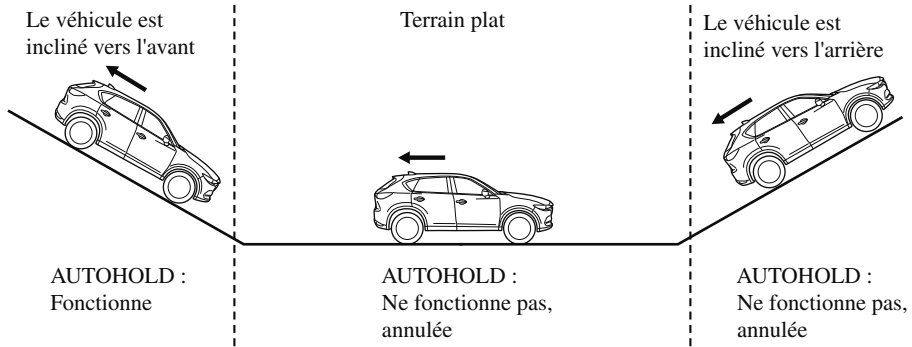 Le véhicule est
incliné vers l'avant
Terrain plat
Le véhicule est
incliné vers l'arrière
AUTOHOLD :
Fonctionne
AUTOHOLD :
Ne fonctionne pas,
annulée
AUTOHOLD :
Ne fonctionne pas,
annulée